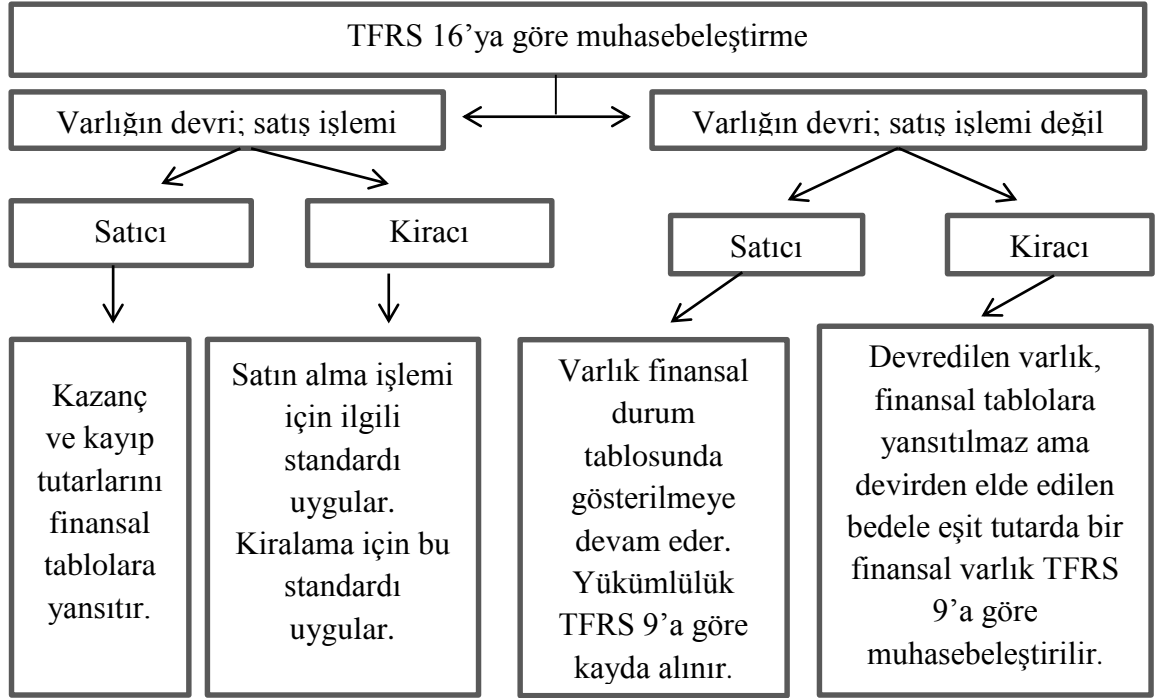 TFRS 16’ya göre muhasebeleştirme
Varlığın devri; satış işlemi
Varlığın devri; satış işlemi değil
Satıcı
Kiracı
Satıcı
Kiracı
Kazanç
ve kayıp
tutarlarını
finansal
tablolara
yansıtır.
Satın alma işlemi
için ilgili
standardı
uygular.
Kiralama için bu
standardı
uygular.
Varlık finansal
durum
tablosunda
gösterilmeye
devam eder.
Yükümlülük
TFRS 9’a göre
kayda alınır.
Devredilen varlık,
finansal tablolara
yansıtılmaz ama
devirden elde edilen
bedele eşit tutarda bir
finansal varlık TFRS
9’a göre
muhasebeleştirilir.